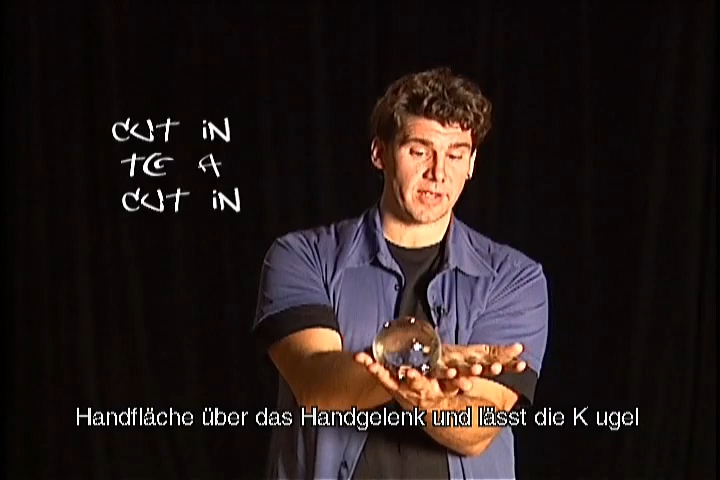 CUT iN
TO A
CUT iN
Handfläche über das Handgelenk und lässt die K ugel